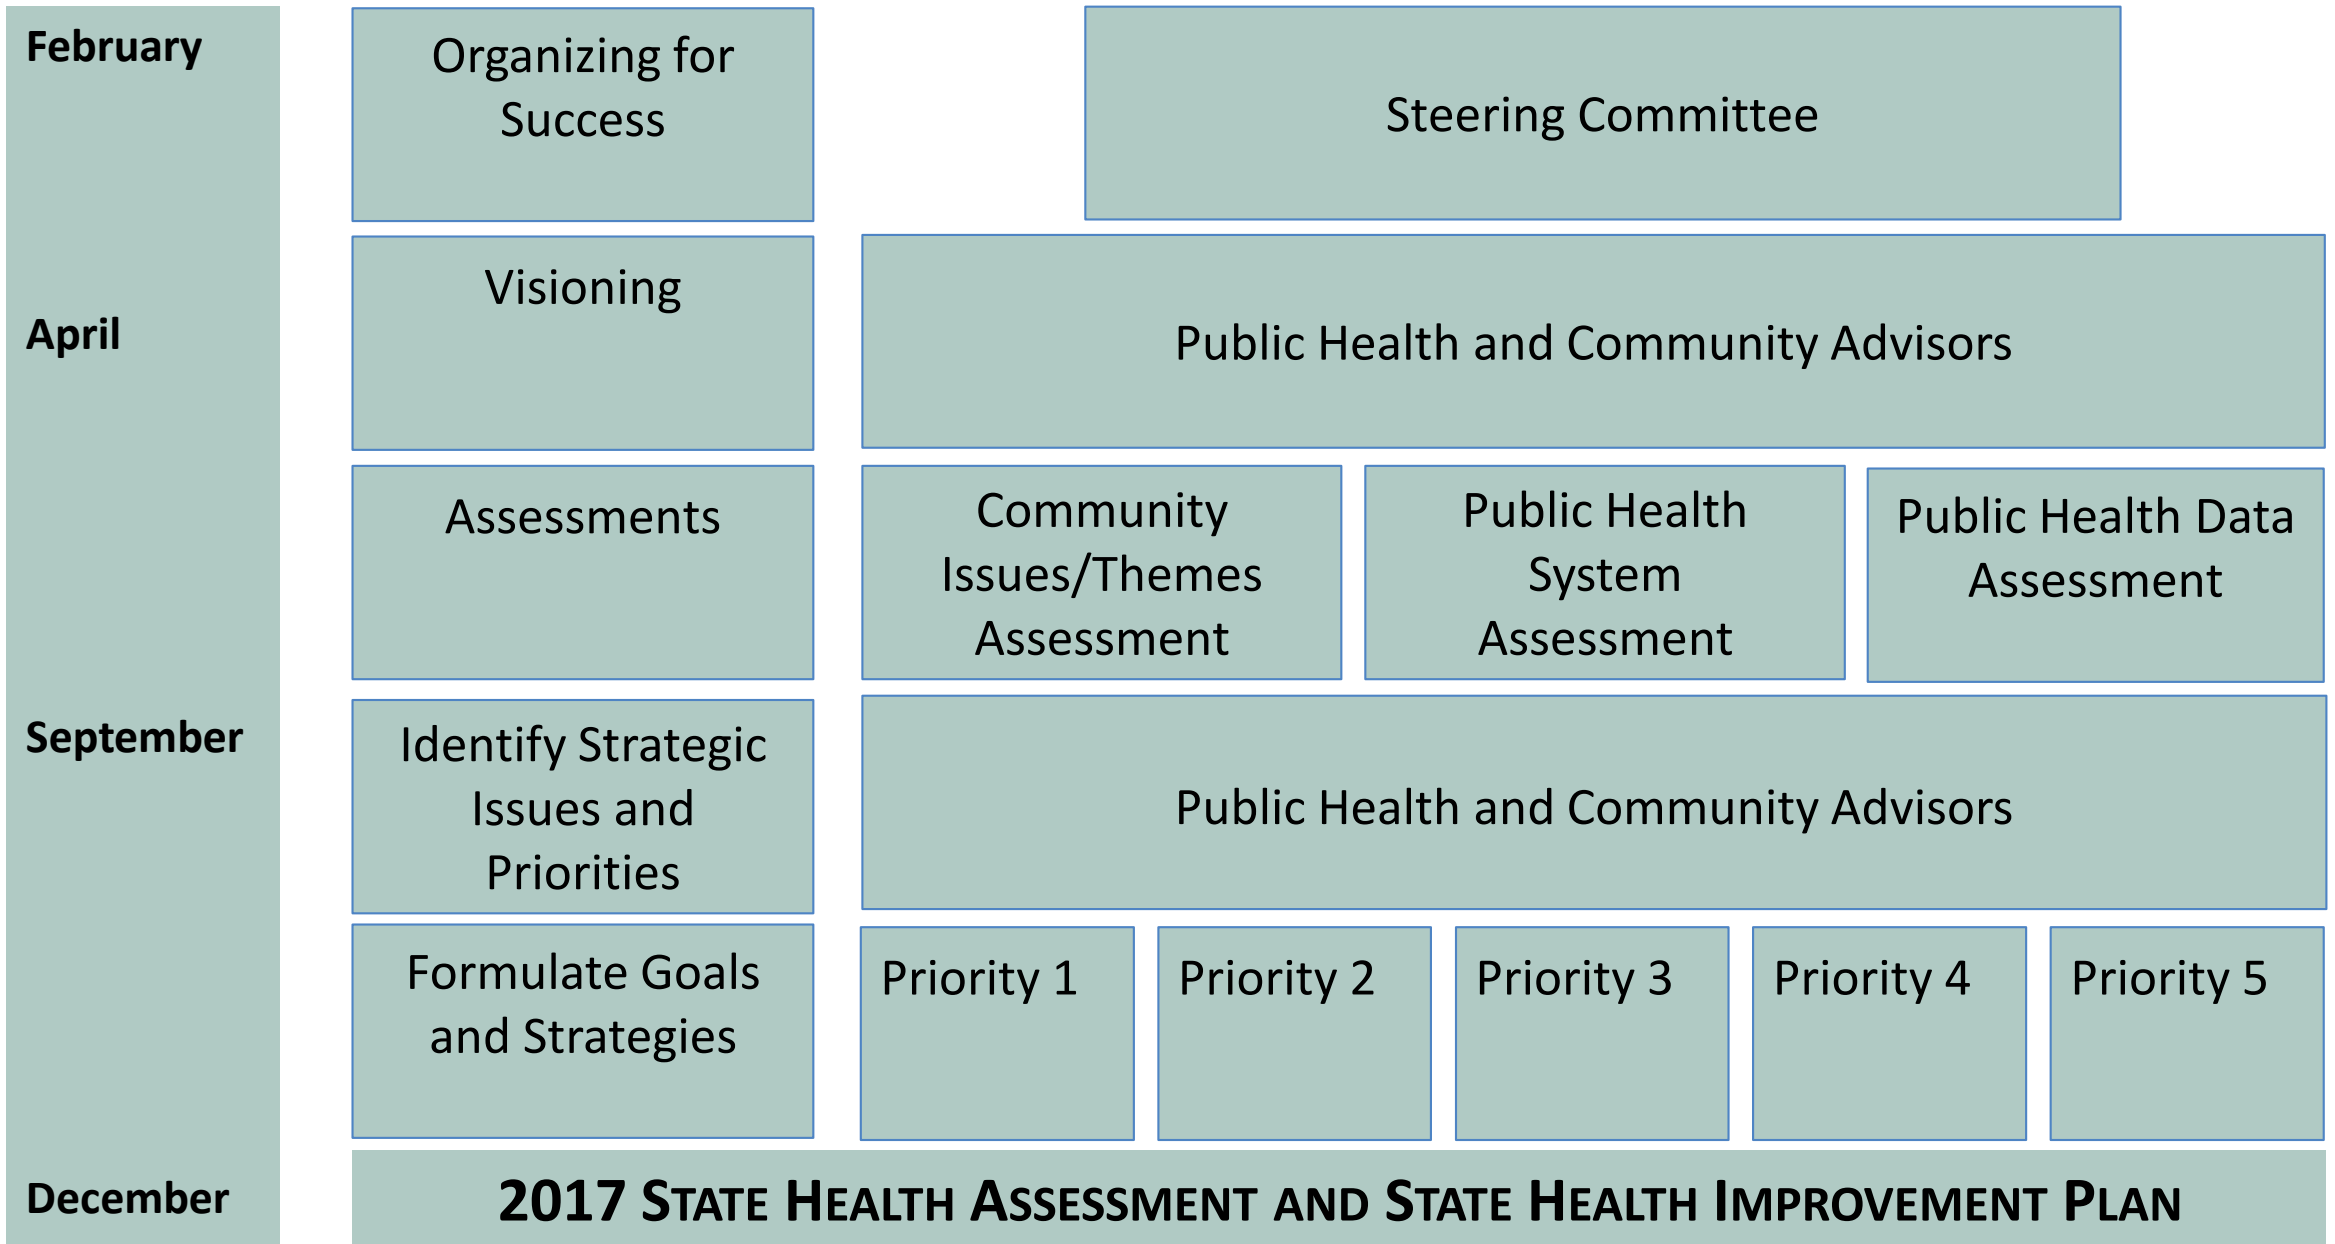 February
Organizing for
Success
Steering Committee
April
Visioning
Public Health and Community Advisors
Assessments
Community
Issues/Themes
Assessment
Public Health
System
Assessment
Public Health Data
Assessment
September
Identify Strategic
Issues and
Priorities
Public Health and Community Advisors
Formulate Goals
and Strategies
Priority 1
Priority 2
Priority 3
Priority 4
Priority 5
December
2017 STATE HEALTH ASSESSMENT AND STATE HEALTH IMPROVEMENT PLAN